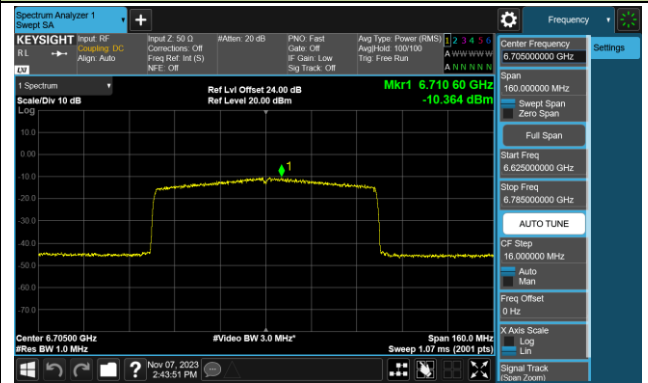 Spectrum Analyzer 1
Swept SA
Frequency
KEYSIGHT
RL
LXI
Input: RF
Coupling: DC
Align: Auto
Input Z: 50 Ω
Corrections: Off
Freq Ref: Int (S)
NFE: Off
#Atten: 20 dB
PNO: Fast
Gate: Off
IF Gain: Low
Sig Track: Off
Avg Type: Power (RMS)
Avg|Hold: 100/100
Trig: Free Run
1 2 3 4 5 6
A W W W W W
A N N N N N
1 Spectrum
Scale/Div 10 dB
Log
Ref Lvl Offset 24.00 dB
Ref Level 20.00 dBm
Mkr1 6.710 60 GHz
-10.364 dBm
10.0
0.00
-10.0
-20.0
-30.0
-40.0
-50.0
-60.0
-70.0
1
Center 6.70500 GHz
#Res BW 1.0 MHz
#Video BW 3.0 MHz*
Span 160.0 MHz
Sweep 1.07 ms (2001 pts)
Nov 07, 2023
2:43:51 PM
Center Frequency
6.705000000 GHz
Settings
Span
160.000000 MHz
Swept Span
Zero Span
Full Span
Start Freq
6.625000000 GHz
Stop Freq
6.785000000 GHz
AUTO TUNE
CF Step
16.000000 MHz
Auto
Man
Freq Offset
0 Hz
X Axis Scale
Log
Lin
Signal Track
(Span Zoom)